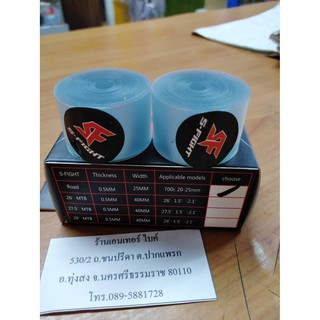 S-FIGHT
S-FIGHT
S-FIGHT Thickness Width Applicable models choose
Road 0.5MM 25MM 700c 20-25mm
26" MTB 0.5MM 40MM 26" 1.5" -2.1"
27.5" MTB 0.5MM 40MM 27.5" 1.5" -2.1"
29" MTB 0.5MM 40MM 29" 1.5" -2.1"
ร้านเอนเทอร์ ไบค์
530/2 ถ.ชนปรีดา ต.ปากแพรก
อ.ทุ่งสง จ.นครศรีธรรมราช 80110
โทร.089-5881728